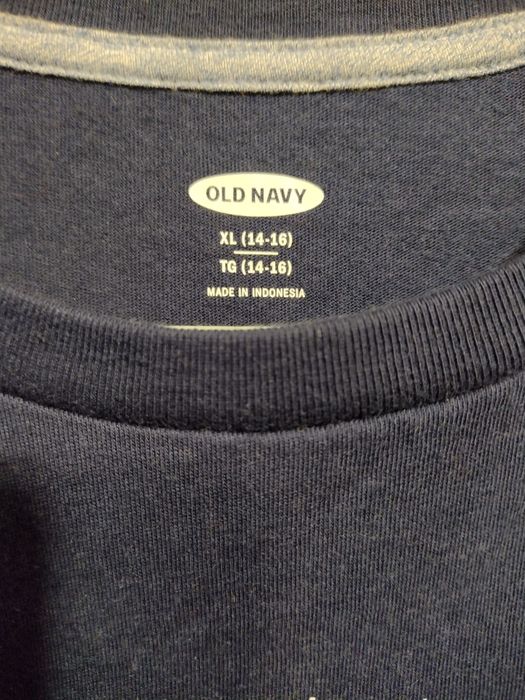 OLD NAVY
XL (14-16)
TG (14-16)
MADE IN INDONESIA